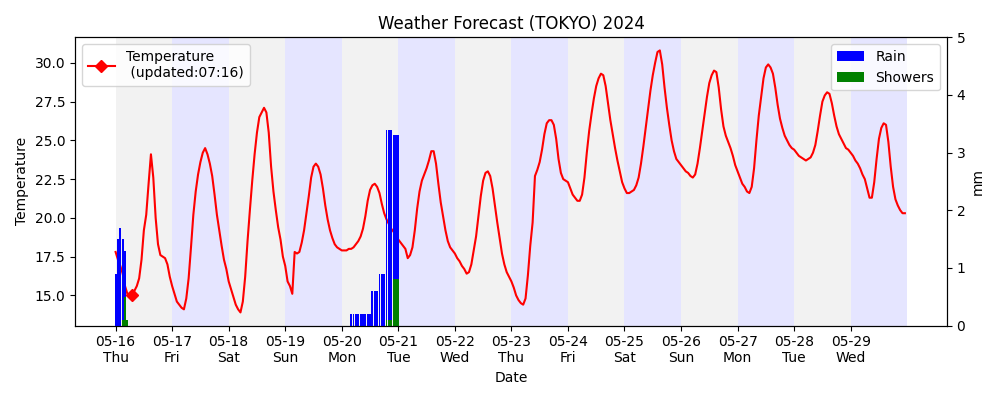 Weather Forecast (TOKYO) 2024
Temperature
(updated:07:16)
Rain
Showers
30.0
27.5
25.0
22.5
20.0
17.5
15.0
Temperature
5
4
3
2
1
0
mm
05-16 05-17 05-18 05-19 05-20 05-21 05-22 05-23 05-24 05-25 05-26 05-27 05-28 05-29
Thu Fri Sat Sun Mon Tue Wed Thu Fri Sat Sun Mon Tue Wed
Date